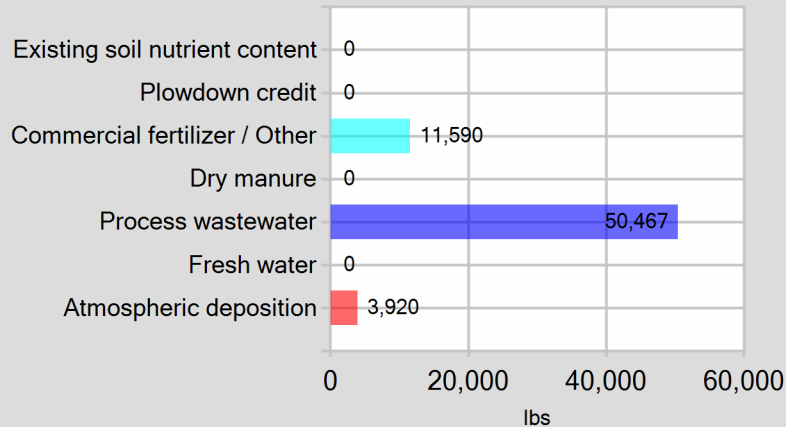 Existing soil nutrient content 0
Plowdown credit 0
Commercial fertilizer / Other 11,590
Dry manure 0
Process wastewater 50,467
Fresh water 0
Atmospheric deposition 3,920
0 20,000 40,000 60,000
lbs